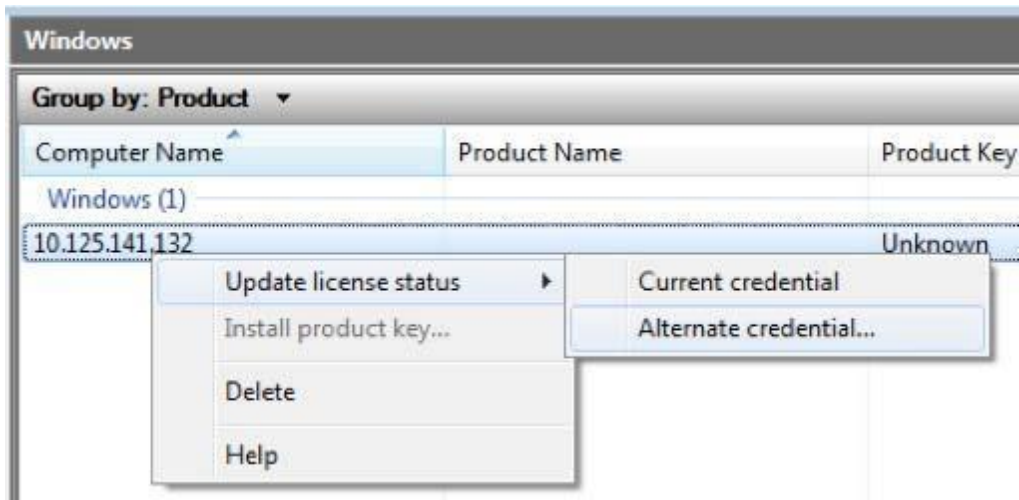 Windows
Group by: Product
Computer Name Product Name Product Key
Windows (1)
10.125.141.132 Unknown
Update license status Current credential
Install product key... Alternate credential...
Delete
Help